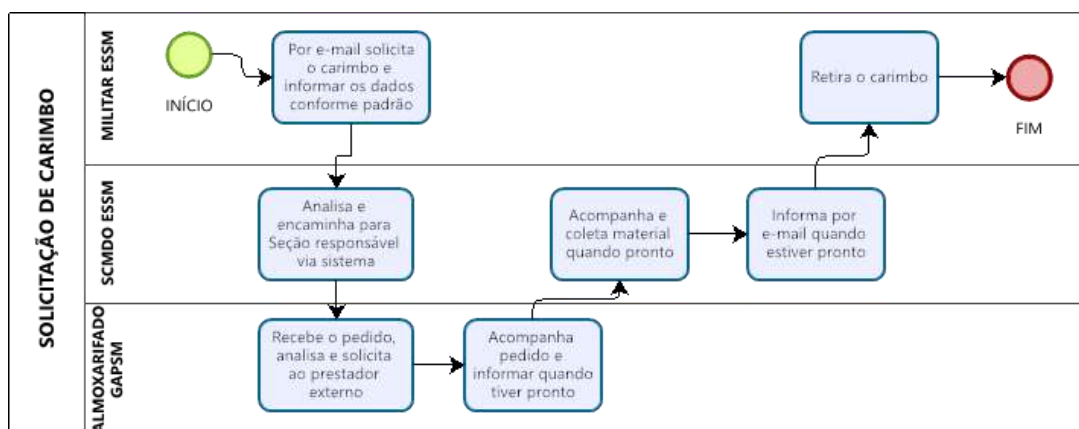 SOLICITAÇÃO DE CARIMBO
MILITAR ESSM
INÍCIO
Por e-mail solicita
o carimbo e
informar os dados
conforme padrão
Retira o carimbo
FIM
SCMDO ESSM
Analisa e
encaminha para
Seção responsável
via sistema
Acompanha e
coleta material
quando pronto
Informa por
e-mail quando
estiver pronto
ALMOXARIFADO
GAPSM
Recebe o pedido,
analisa e solicita
ao prestador
externo
Acompanha
pedido e
informar quando
tiver pronto